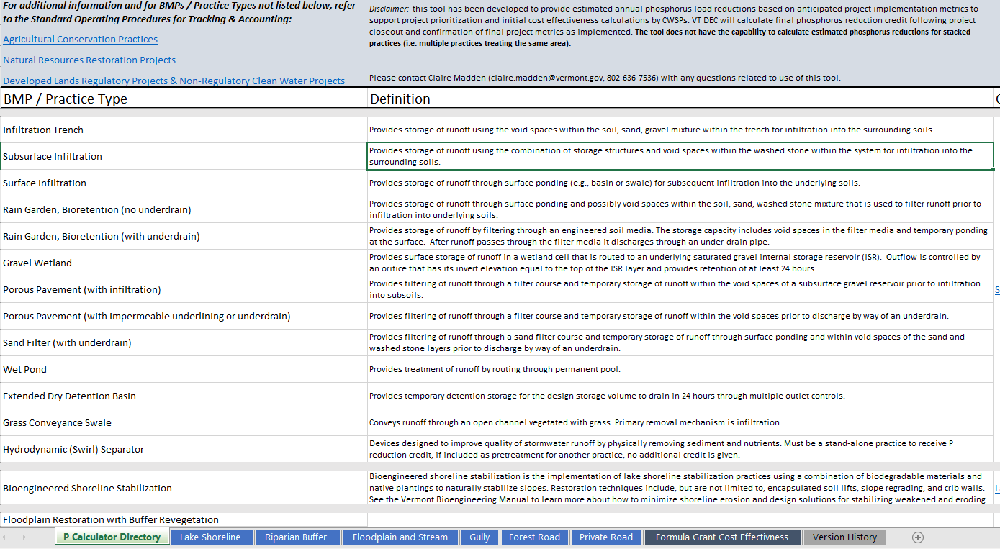 For additional information and for BMPs / Practice Types not listed below, refer
to the Standard Operating Procedures for Tracking & Accounting:
Agricultural Conservation Practices
Natural Resources Restoration Projects
Developed Lands Regulatory Projects & Non-Regulatory Clean Water Projects
Disclaimer: this tool has been developed to provide estimated annual phosphorus load reductions based on anticipated project implementation metrics to
support project prioritization and initial cost effectiveness calculations by CWSPs. VT DEC will calculate final phosphorus reduction credit following project
closeout and confirmation of final project metrics as implemented. The tool does not have the capability to calculate estimated phosphorus reductions for stacked
practices (i.e. multiple practices treating the same area).
Please contact Claire Madden (claire.madden@vermont.gov, 802-636-7536) with any questions related to use of this tool.
BMP / Practice Type
Definition
Infiltration Trench
Provides storage of runoff using the void spaces within the soil, sand, gravel mixture within the trench for infiltration into the surrounding soils.
Subsurface Infiltration
Provides storage of runoff using the combination of storage structures and void spaces within the washed stone within the system for infiltration into the
surrounding soils.
Surface Infiltration
Provides storage of runoff through surface ponding (e.g., basin or swale) for subsequent infiltration into the underlying soils.
Rain Garden, Bioretention (no underdrain)
Provides storage of runoff through surface ponding and possibly void spaces within the soil, sand, washed stone mixture that is used to filter runoff prior to
infiltration into underlying soils.
Rain Garden, Bioretention (with underdrain)
Provides storage of runoff by filtering through an engineered soil media. The storage capacity includes void spaces in the filter media and temporary ponding
at the surface.  After runoff passes through the filter media it discharges through an under-drain pipe.
Gravel Wetland
Provides surface storage of runoff in a wetland cell that is routed to an underlying saturated gravel internal storage reservoir (ISR).  Outflow is controlled by
an orifice that has its invert elevation equal to the top of the ISR layer and provides retention of at least 24 hours.
Porous Pavement (with infiltration)
Provides filtering of runoff through a filter course and temporary storage of runoff within the void spaces of a subsurface gravel reservoir prior to infiltration
into subsoils.
Porous Pavement (with impermeable underlining or underdrain)
Provides filtering of runoff through a filter course and temporary storage of runoff within the void spaces prior to discharge by way of an underdrain.
Sand Filter (with underdrain)
Provides filtering of runoff through a sand filter course and temporary storage of runoff through surface ponding and within void spaces of the sand and
washed stone layers prior to discharge by way of an underdrain.
Wet Pond
Provides treatment of runoff by routing through permanent pool.
Extended Dry Detention Basin
Provides temporary detention storage for the design storage volume to drain in 24 hours through multiple outlet controls.
Grass Conveyance Swale
Conveys runoff through an open channel vegetated with grass. Primary removal mechanism is infiltration.
Hydrodynamic (Swirl) Separator
Devices designed to improve quality of stormwater runoff by physically removing sediment and nutrients. Must be a stand-alone practice to receive P
reduction credit, if included as pretreatment for another practice, no additional credit is given.
Bioengineered Shoreline Stabilization
Bioengineered shoreline stabilization is the implementation of lake shoreline stabilization practices using a combination of biodegradable materials and
native plantings to naturally stabilize slopes. Restoration techniques include, but are not limited to, encapsulated soil lifts, slope regrading, and crib walls.
See the Vermont Bioengineering Manual to learn more about how to minimize shoreline erosion and design solutions for stabilizing weakened and eroding
Floodplain Restoration with Buffer Revegetation
P Calculator Directory
Lake Shoreline
Riparian Buffer
Floodplain and Stream
Gully
Forest Road
Private Road
Formula Grant Cost Effectivness
Version History